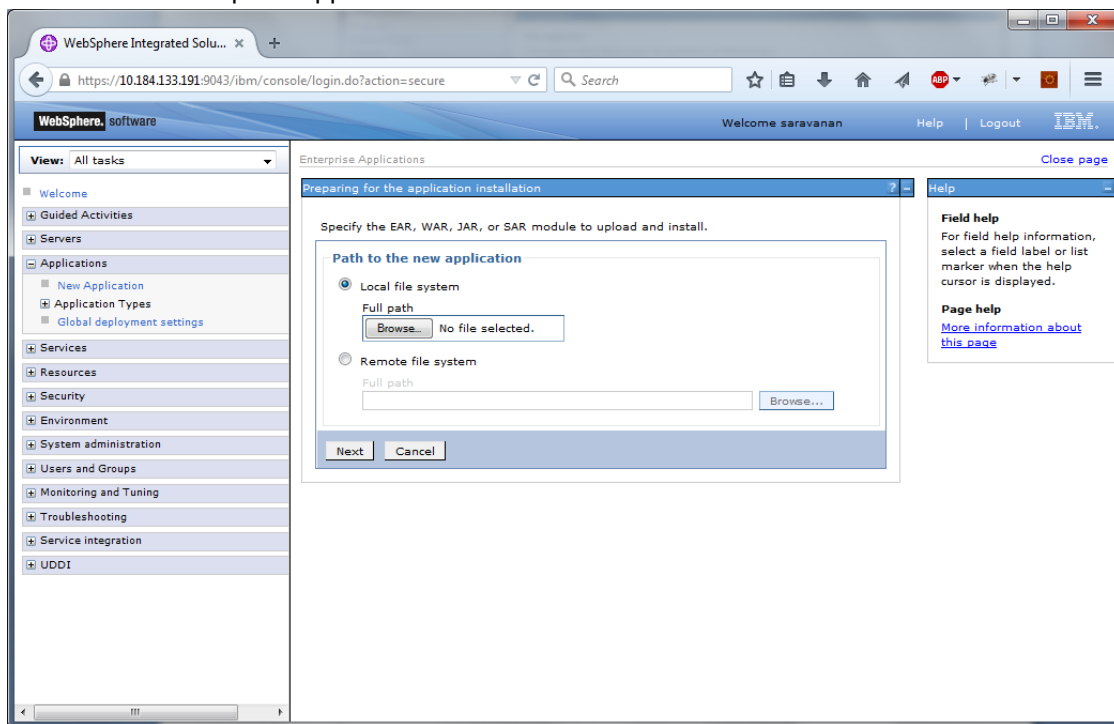 WebSphere Integrated Solu... × +
https://10.184.133.191:9043/ibm/console/login.do?action=secure Search ABP
WebSphere. software Welcome saravanan Help | Logout IBM.
View: All tasks
Welcome
Guided Activities
Servers
Applications
New Application
Application Types
Global deployment settings
Services
Resources
Security
Environment
System administration
Users and Groups
Monitoring and Tuning
Troubleshooting
Service integration
UDDI
Enterprise Applications Close page
Preparing for the application installation ? -
Specify the EAR, WAR, JAR, or SAR module to upload and install.
Path to the new application
Local file system
Full path
Browse... No file selected.
Remote file system
Full path
Browse...
Next Cancel
Help -
Field help
For field help information,
select a field label or list
marker when the help
cursor is displayed.
Page help
More information about
this page